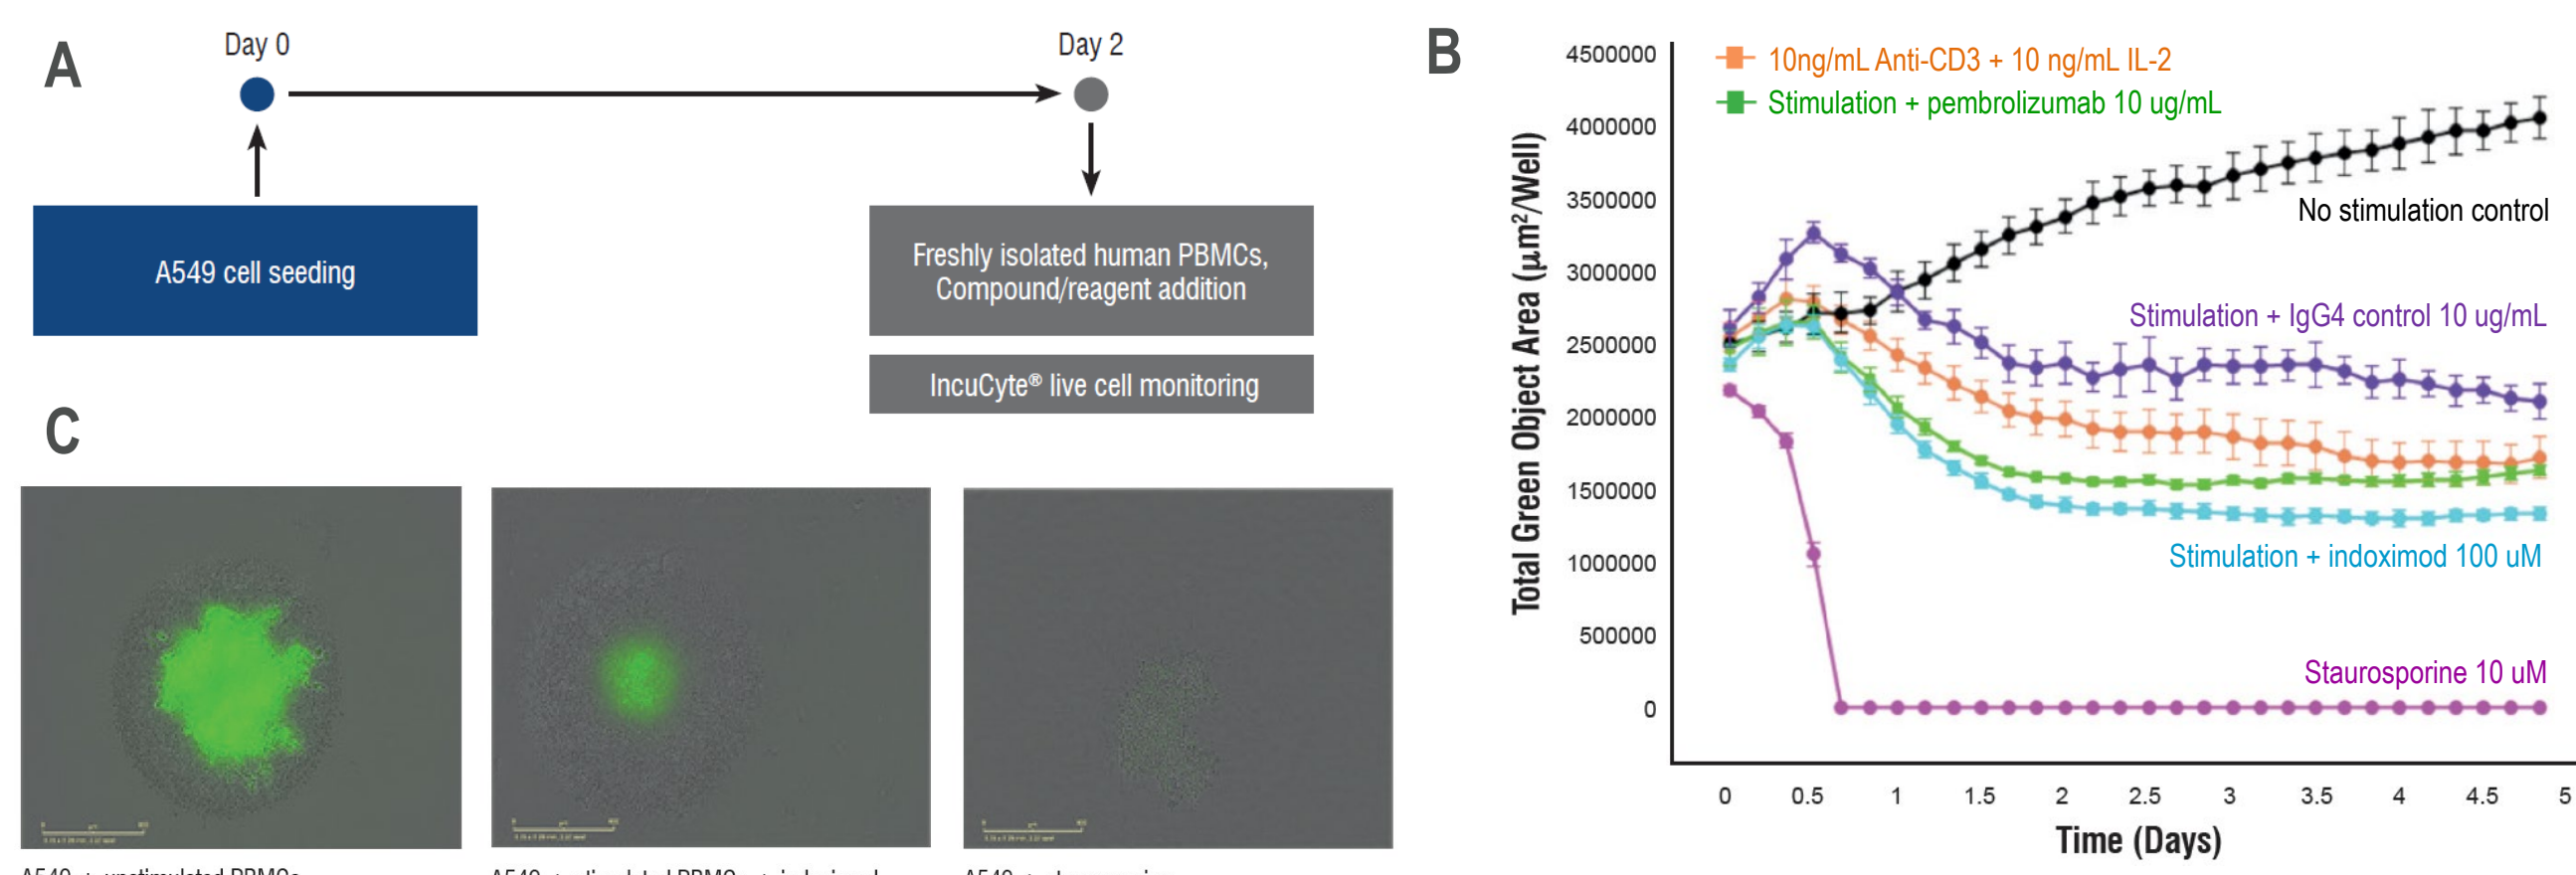 A
Day 0
Day 2
A549 cell seeding
Freshly isolated human PBMCs,
Compound/reagent addition
IncuCyte® live cell monitoring
B
Total Green Object Area (µm²/Well)
4500000
4000000
3500000
3000000
2500000
2000000
1500000
1000000
500000
0
10ng/mL Anti-CD3 + 10 ng/mL IL-2
Stimulation + pembrolizumab 10 ug/mL
No stimulation control
Stimulation + IgG4 control 10 ug/mL
Stimulation + indoximod 100 uM
Staurosporine 10 uM
0 0.5 1 1.5 2 2.5 3 3.5 4 4.5 5
Time (Days)
C